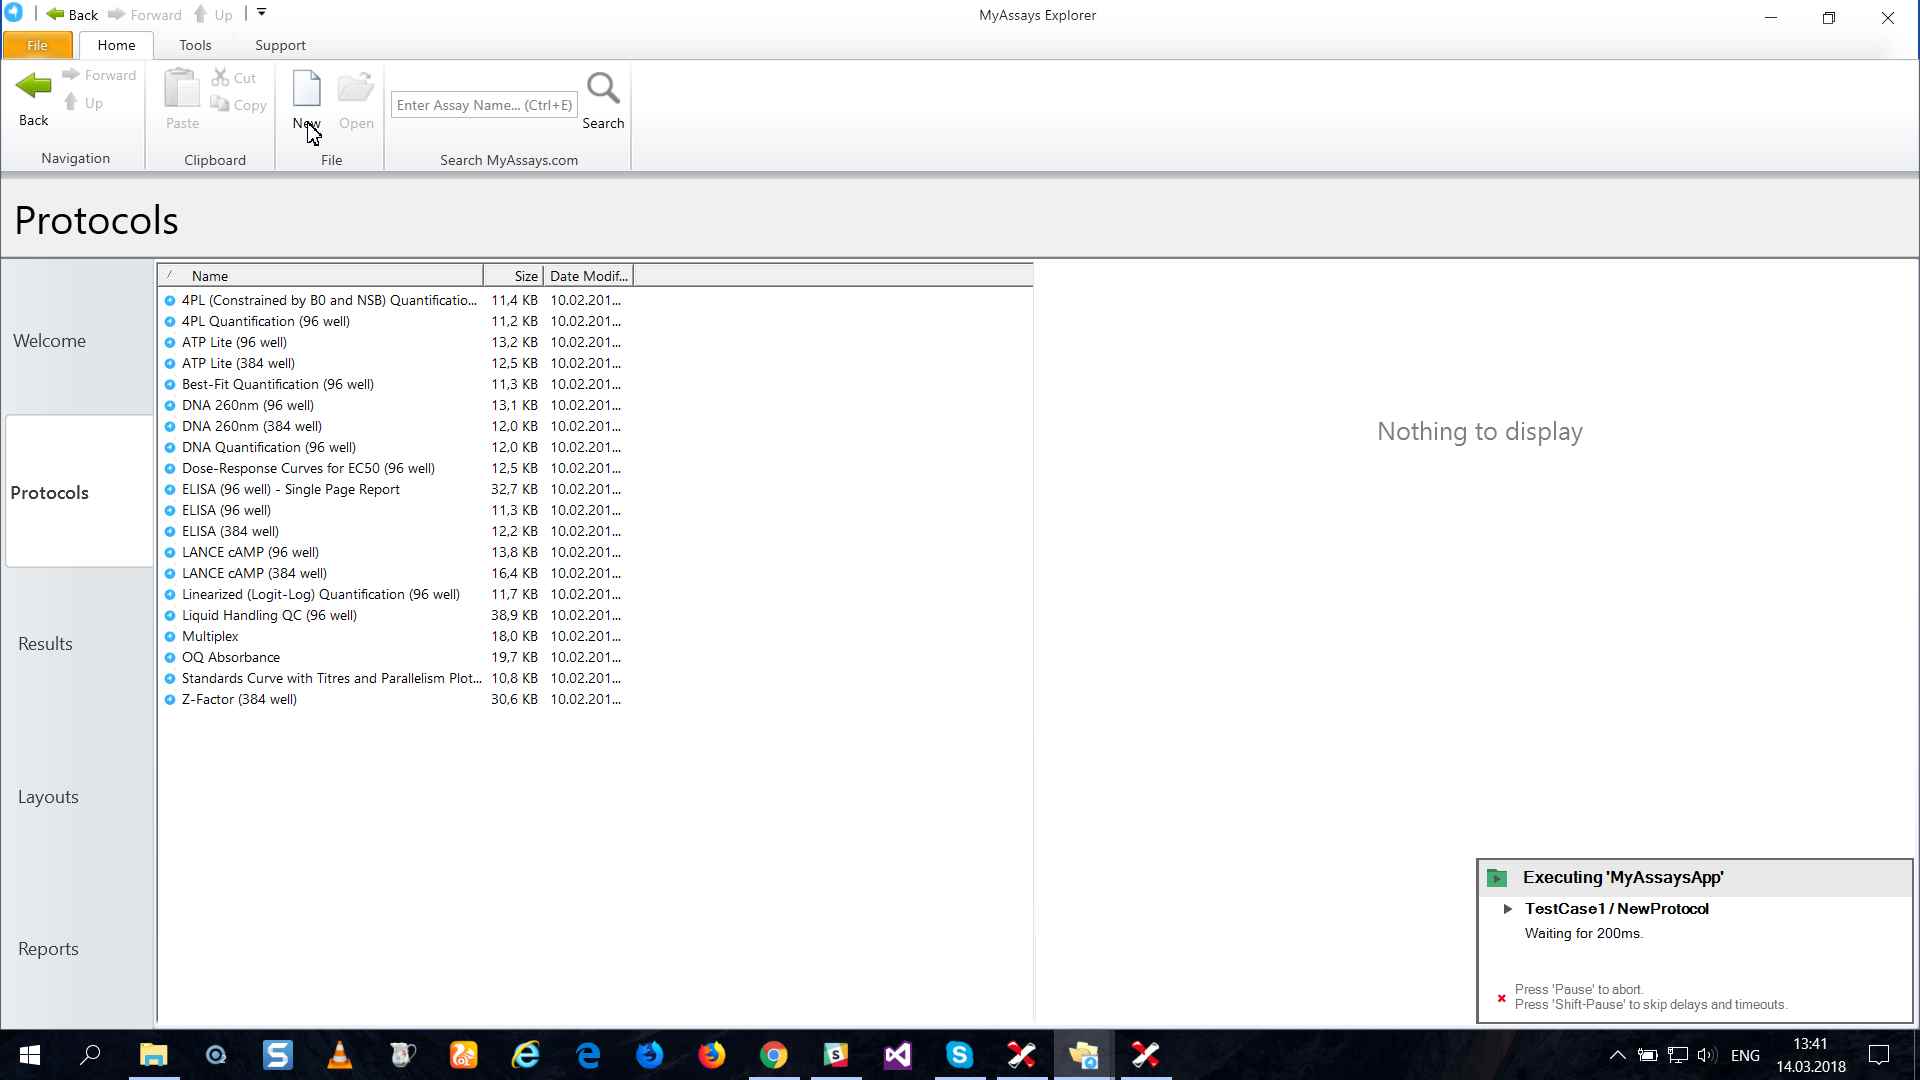 Back Forward Up
MyAssays Explorer
File Home Tools Support
Back
Forward
Up
Navigation
Paste
Cut
Copy
Clipboard
New
Open
File
Enter Assay Name... (Ctrl+E)
Search
Search MyAssays.com
Protocols
Welcome
Protocols
Results
Layouts
Reports
Name Size Date Modif...
4PL (Constrained by B0 and NSB) Quantificatio... 11,4 KB 10.02.201...
4PL Quantification (96 well) 11,2 KB 10.02.201...
ATP Lite (96 well) 13,2 KB 10.02.201...
ATP Lite (384 well) 12,5 KB 10.02.201...
Best-Fit Quantification (96 well) 11,3 KB 10.02.201...
DNA 260nm (96 well) 13,1 KB 10.02.201...
DNA 260nm (384 well) 12,0 KB 10.02.201...
DNA Quantification (96 well) 12,0 KB 10.02.201...
Dose-Response Curves for EC50 (96 well) 12,5 KB 10.02.201...
ELISA (96 well) - Single Page Report 32,7 KB 10.02.201...
ELISA (96 well) 11,3 KB 10.02.201...
ELISA (384 well) 12,2 KB 10.02.201...
LANCE cAMP (96 well) 13,8 KB 10.02.201...
LANCE cAMP (384 well) 16,4 KB 10.02.201...
Linearized (Logit-Log) Quantification (96 well) 11,7 KB 10.02.201...
Liquid Handling QC (96 well) 38,9 KB 10.02.201...
Multiplex 18,0 KB 10.02.201...
OQ Absorbance 19,7 KB 10.02.201...
Standards Curve with Titres and Parallelism Plot... 10,8 KB 10.02.201...
Z-Factor (384 well) 30,6 KB 10.02.201...
Nothing to display
Executing 'MyAssaysApp'
TestCase1 / NewProtocol
Waiting for 200ms.
Press 'Pause' to abort.
Press 'Shift-Pause' to skip delays and timeouts.
ENG
13:41
14.03.2018